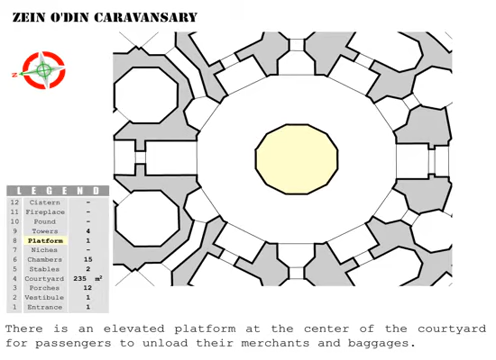 ZEIN O'DIN CARAVANSARY
N
LEGEND
12 Cistern -
11 Fireplace -
10 Pound -
9 Towers 4
8 Platform 1
7 Niches -
6 Chambers 15
5 Stables 2
4 Courtyard 235 m²
3 Porches 12
2 Vestibule 1
1 Entrance 1
There is an elevated platform at the center of the courtyard
for passengers to unload their merchants and baggages.